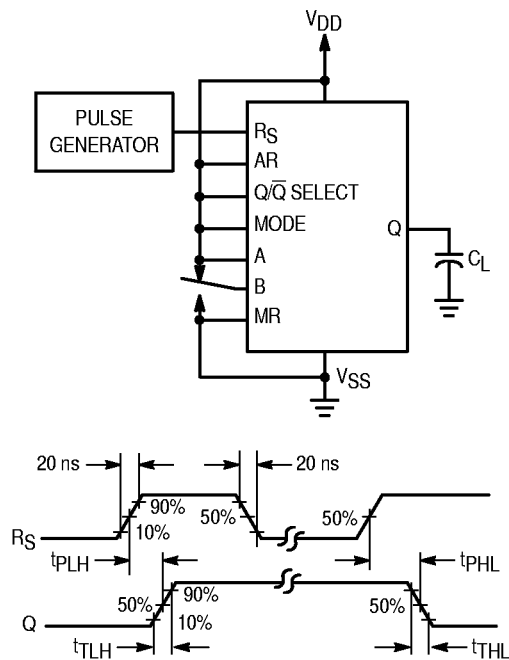 VDD
PULSE
GENERATOR
RS
AR
Q/Q̅ SELECT
MODE
A
B
MR
Q
CL
VSS
20 ns
20 ns
90%
50%
50%
10%
RS
tPLH
tPHL
90%
50%
50%
10%
Q
tTLH
tTHL